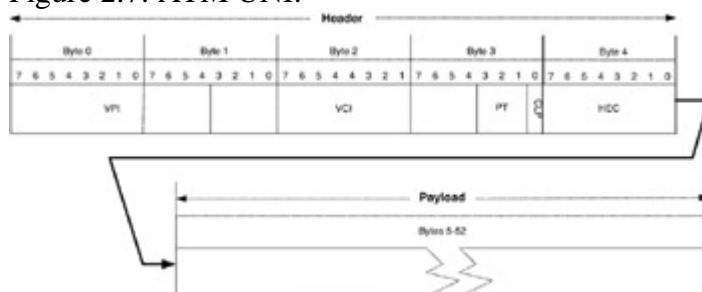 Figure 2.7. ATM UNI.
Header
Byte 0 Byte 1 Byte 2 Byte 3 Byte 4
7 6 5 4 3 2 1 0 7 6 5 4 3 2 1 0 7 6 5 4 3 2 1 7 6 5 4 3 2 1 0 7 6 5 4 3 2 1 0
VPI VCI PT CLP HEC
Payload
Bytes 5-52